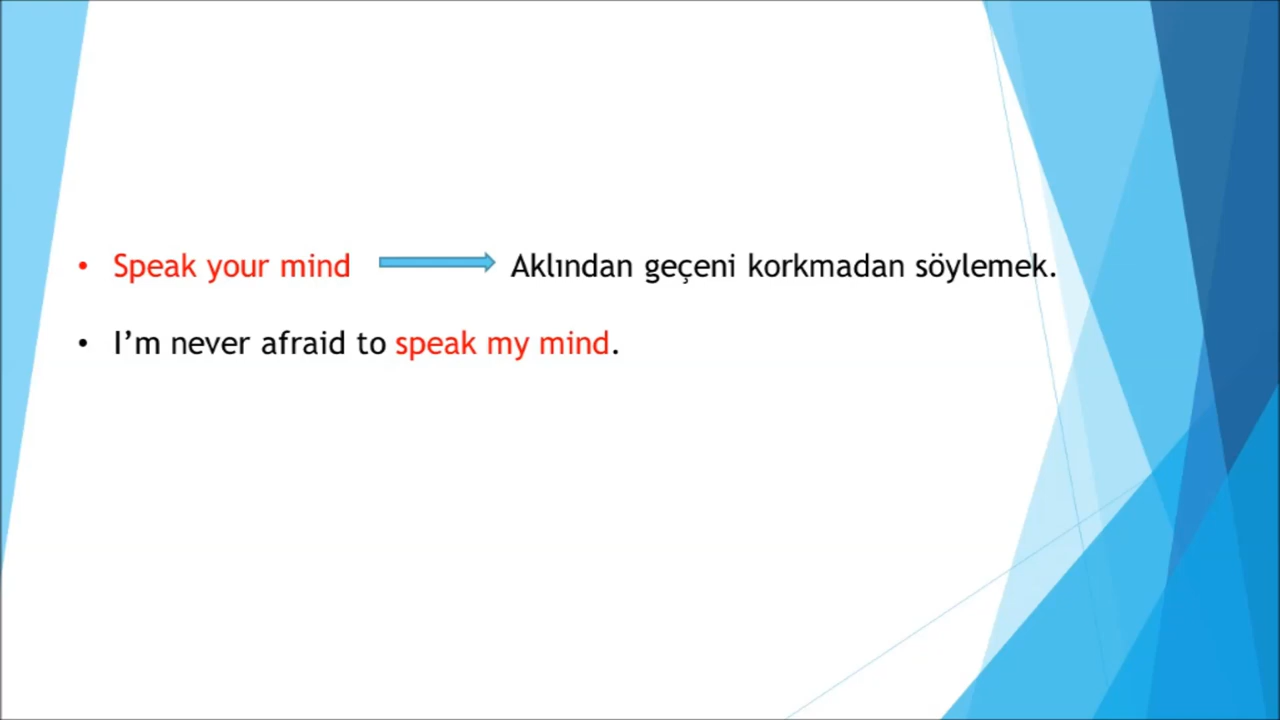 • Speak your mind Aklından geçeni korkmadan söylemek.
• I’m never afraid to speak my mind.